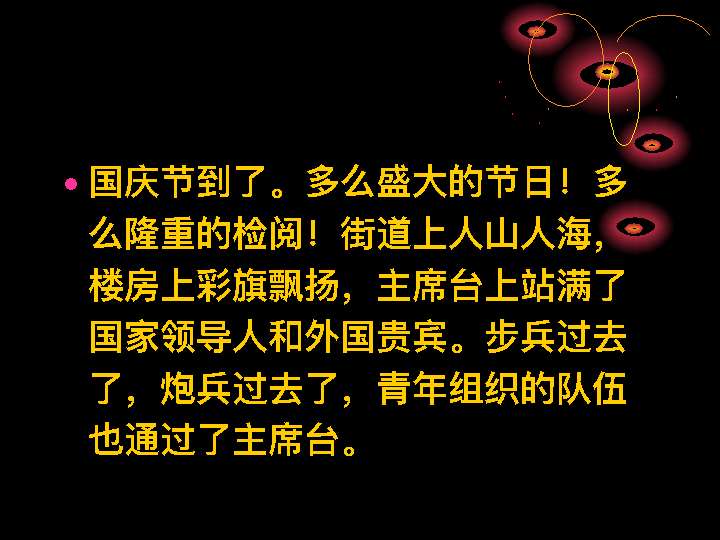 • 国庆节到了。多么盛大的节日！多
么隆重的检阅！街道上人山人海，
楼房上彩旗飘扬，主席台上站满了
国家领导人和外国贵宾。步兵过去
了，炮兵过去了，青年组织的队伍
也通过了主席台。